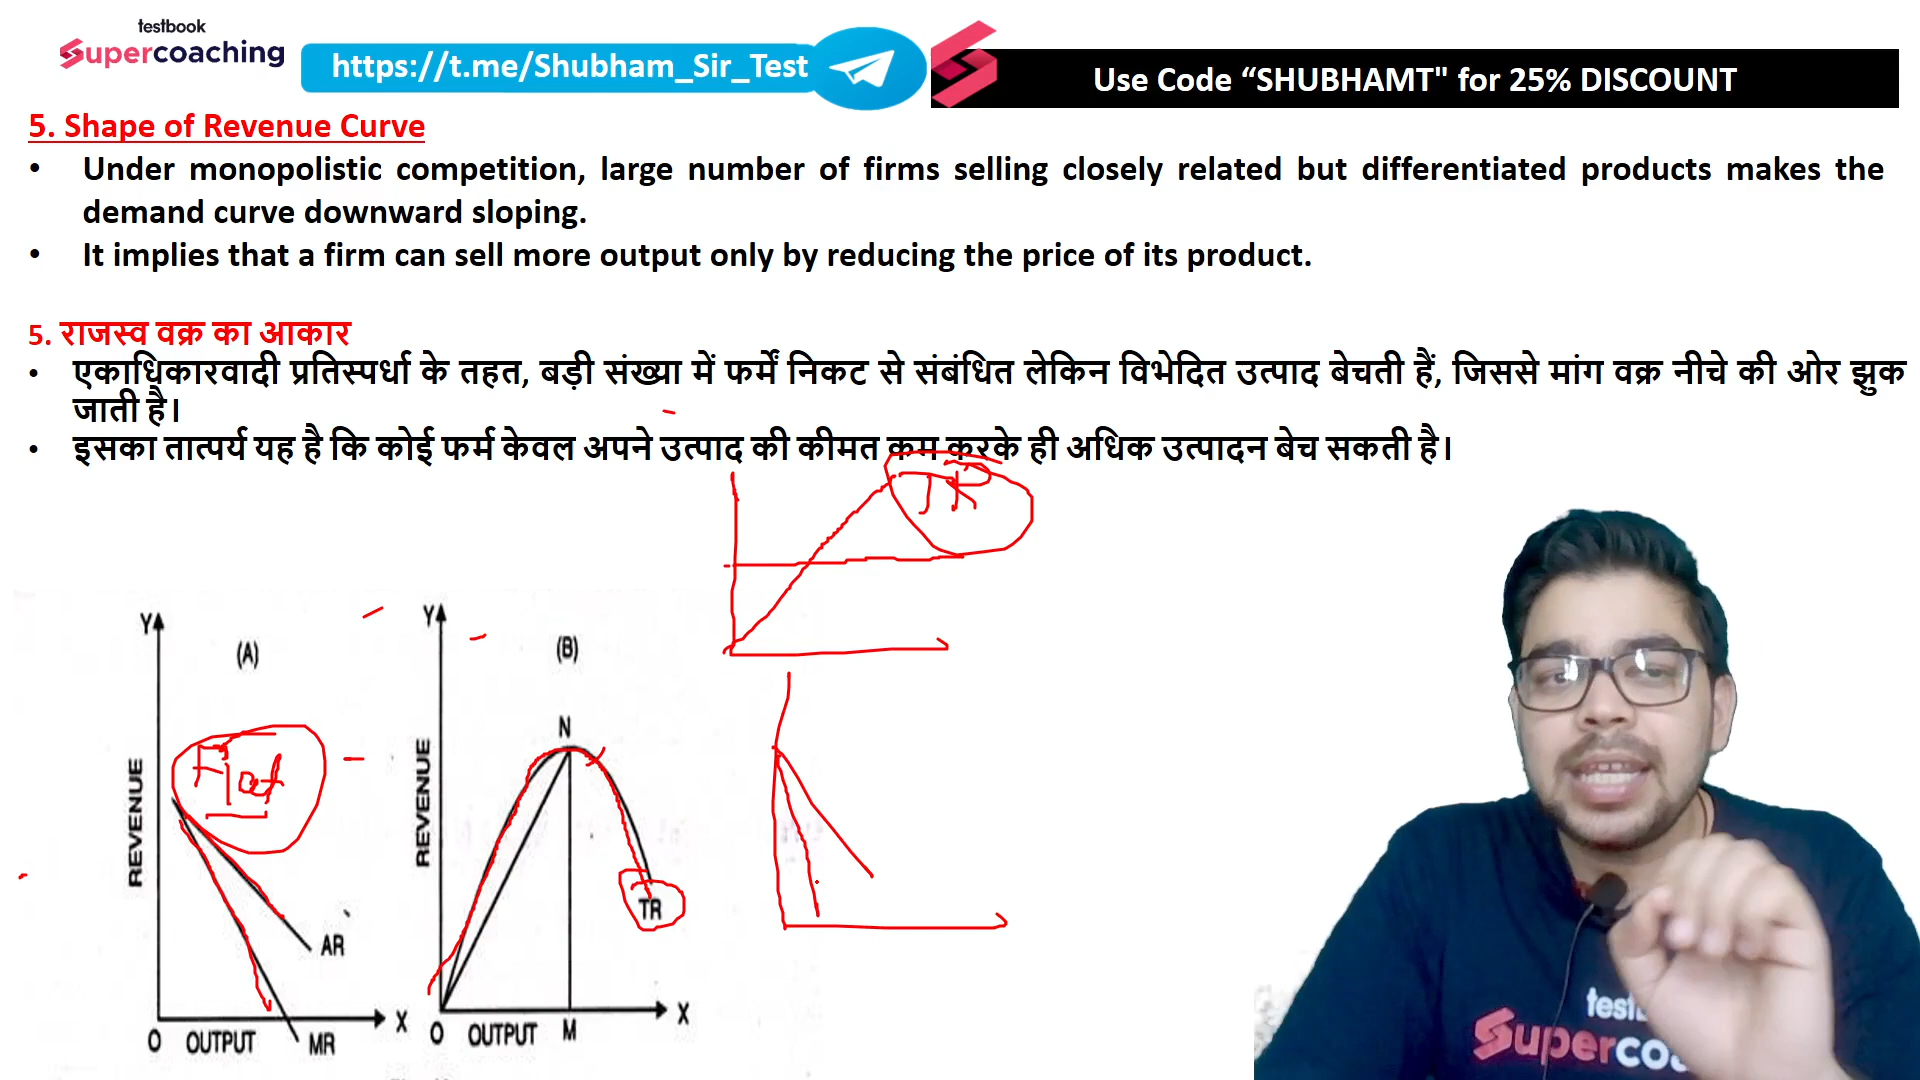 testbook
Supercoaching
https://t.me/Shubham_Sir_Test
Use Code “SHUBHAMT" for 25% DISCOUNT
5. Shape of Revenue Curve
• Under monopolistic competition, large number of firms selling closely related but differentiated products makes the
demand curve downward sloping.
• It implies that a firm can sell more output only by reducing the price of its product.
5. राजस्व वक्र का आकार
• एकाधिकारवादी प्रतिस्पर्धा के तहत, बड़ी संख्या में फर्में निकट से संबंधित लेकिन विभेदित उत्पाद बेचती हैं, जिससे मांग वक्र नीचे की ओर झुक
जाती है।
• इसका तात्पर्य यह है कि कोई फर्म केवल अपने उत्पाद की कीमत कम करके ही अधिक उत्पादन बेच सकती है।
TR
Y
(A)
REVENUE
Flat
AR
O OUTPUT MR X
Y
(B)
N
REVENUE
TR
O OUTPUT M X
test
Superco